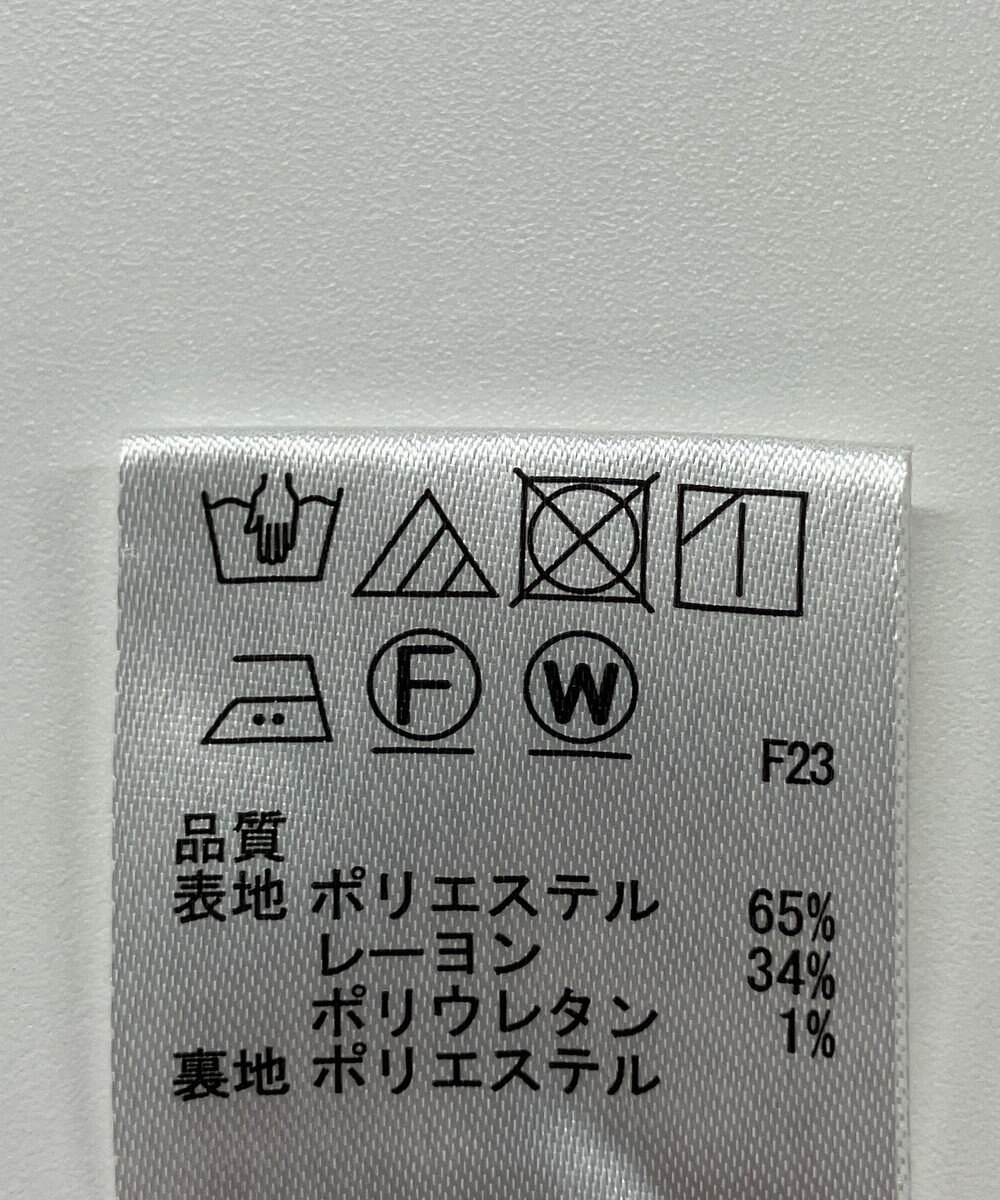 F W
F23
品質
表地 ポリエステル 65%
レーヨン 34%
ポリウレタン 1%
裏地 ポリエステル